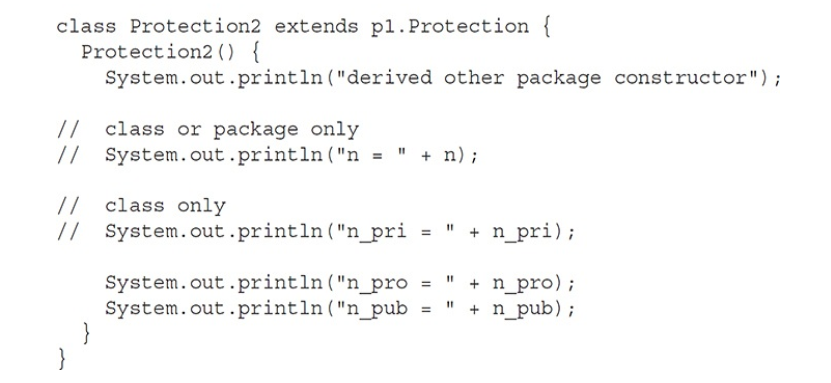 class Protection2 extends p1.Protection {
Protection2() {
System.out.println("derived other package constructor");
// class or package only
// System.out.println("n = " + n);
// class only
// System.out.println("n_pri = " + n_pri);
System.out.println("n_pro = " + n_pro);
System.out.println("n_pub = " + n_pub);
}
}